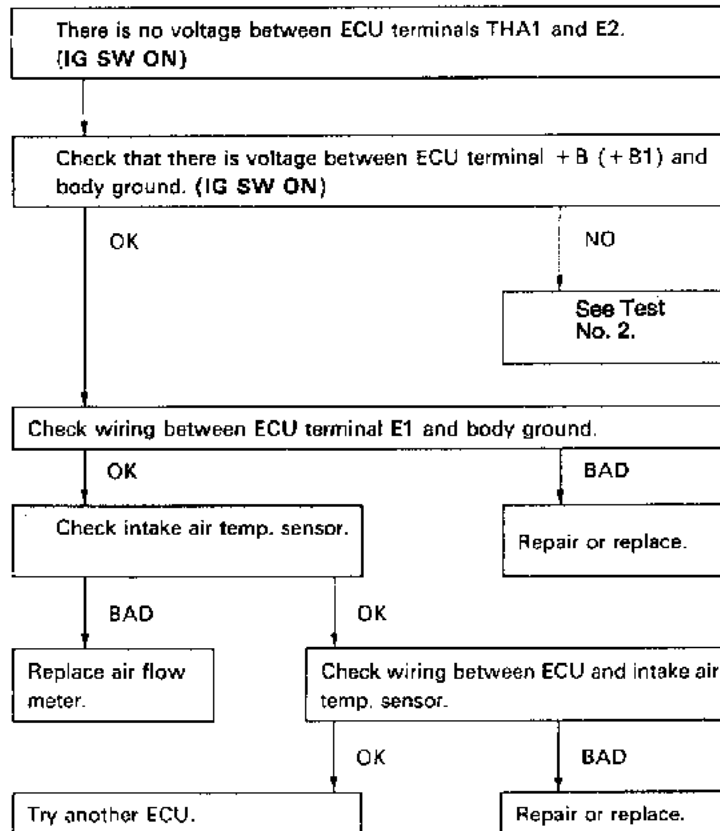 There is no voltage between ECU terminals THA1 and E2.
(IG SW ON)
Check that there is voltage between ECU terminal +B (+B1) and
body ground. (IG SW ON)
OK
NO
See Test
No. 2.
Check wiring between ECU terminal E1 and body ground.
OK
BAD
Check intake air temp. sensor.
Repair or replace.
BAD
OK
Replace air flow
meter.
Check wiring between ECU and intake air
temp. sensor.
OK
BAD
Try another ECU.
Repair or replace.